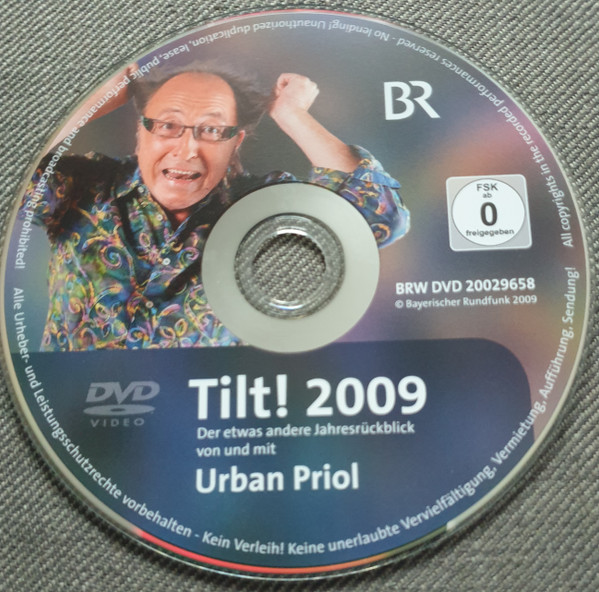 BR
FSK
ab
0
freigegeben
BRW DVD 20029658
© Bayerischer Rundfunk 2009
DVD
VIDEO
Tilt! 2009
Der etwas andere Jahresrückblick
von und mit
Urban Priol
Alle Urheber- und Leistungsschutzrechte vorbehalten - Kein Verleih! Keine unerlaubte Vervielfältigung, Vermietung, Aufführung, Sendung!
All copyrights in the recorded performances reserved - No lending! Unauthorized duplication, lease, public performance and broadcasting prohibited!